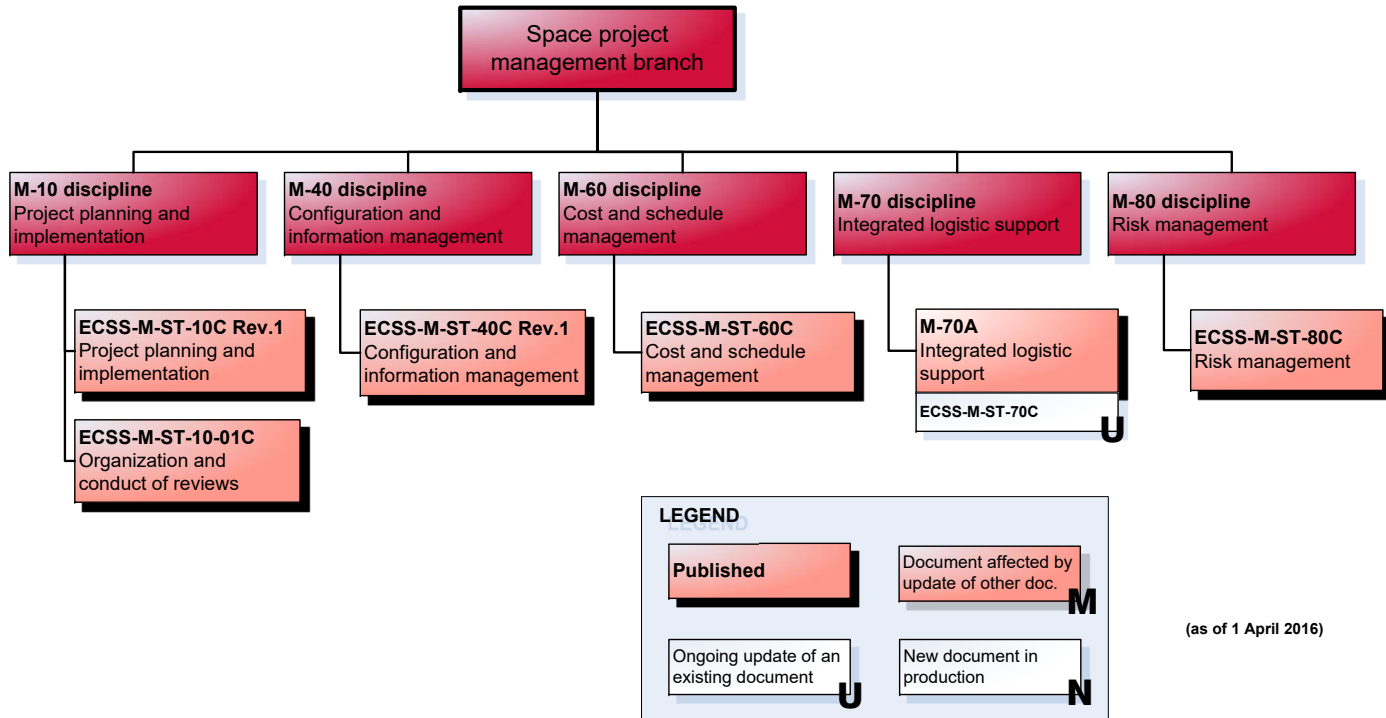 Space project
management branch
M-10 discipline
Project planning and
implementation
M-40 discipline
Configuration and
information management
M-60 discipline
Cost and schedule
management
M-70 discipline
Integrated logistic support
M-80 discipline
Risk management
ECSS-M-ST-10C Rev.1
Project planning and
implementation
ECSS-M-ST-40C Rev.1
Configuration and
information management
ECSS-M-ST-60C
Cost and schedule
management
M-70A
Integrated logistic
support
ECSS-M-ST-70C
U
ECSS-M-ST-80C
Risk management
ECSS-M-ST-10-01C
Organization and
conduct of reviews
LEGEND
Published
Document affected by
update of other doc.
M
Ongoing update of an
existing document
U
New document in
production
N
(as of 1 April 2016)